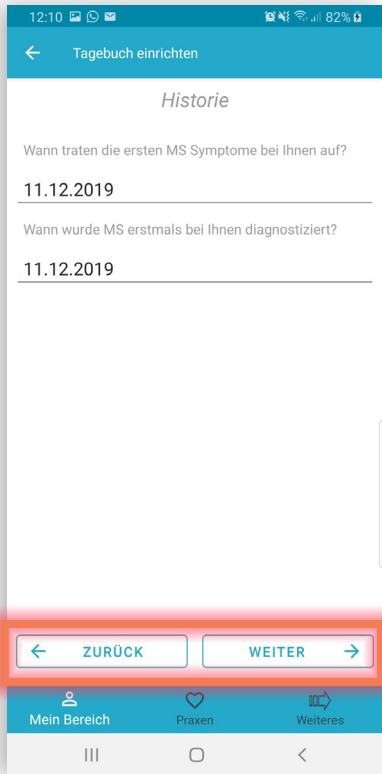 12:10 82%
Tagebuch einrichten
Historie
Wann traten die ersten MS Symptome bei Ihnen auf?
11.12.2019
Wann wurde MS erstmals bei Ihnen diagnostiziert?
11.12.2019
ZURÜCK WEITER
Mein Bereich Praxen Weiteres